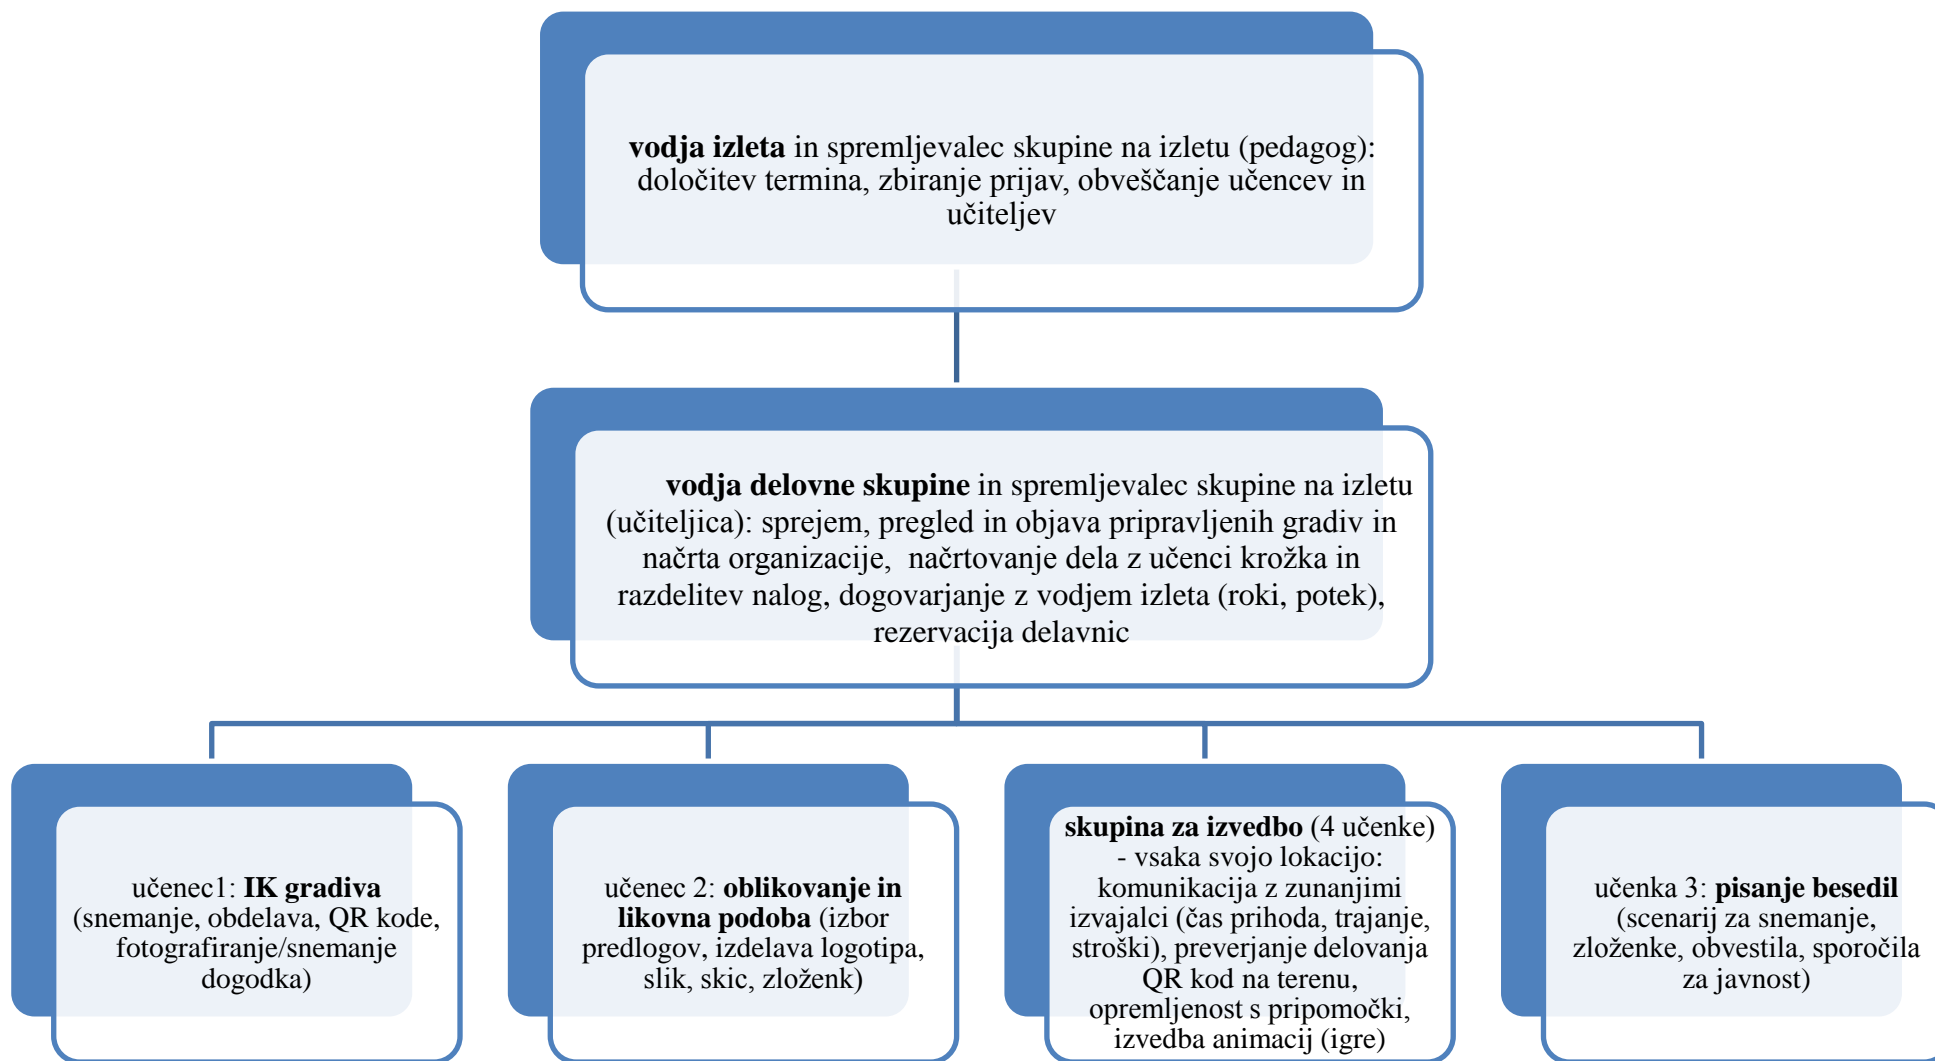 vodja izleta in spremljevalec skupine na izletu (pedagog):
določitev termina, zbiranje prijav, obveščanje učencev in
učiteljev
vodja delovne skupine in spremljevalec skupine na izletu
(učiteljica): sprejem, pregled in objava pripravljenih gradiv in
načrta organizacije, načrtovanje dela z učenci krožka in
razdelitev nalog, dogovarjanje z vodjem izleta (roki, potek),
rezervacija delavnic
učenec1: IK gradiva
(snemanje, obdelava, QR kode,
fotografiranje/snemanje
dogodka)
učenec 2: oblikovanje in
likovna podoba (izbor
predlogov, izdelava logotipa,
slik, skic, zloženk)
skupina za izvedbo (4 učenke)
- vsaka svojo lokacijo:
komunikacija z zunanjimi
izvajalci (čas prihoda, trajanje,
stroški), preverjanje delovanja
QR kod na terenu,
opremljenost s pripomočki,
izvedba animacij (igre)
učenka 3: pisanje besedil
(scenarij za snemanje,
zloženke, obvestila, sporočila
za javnost)